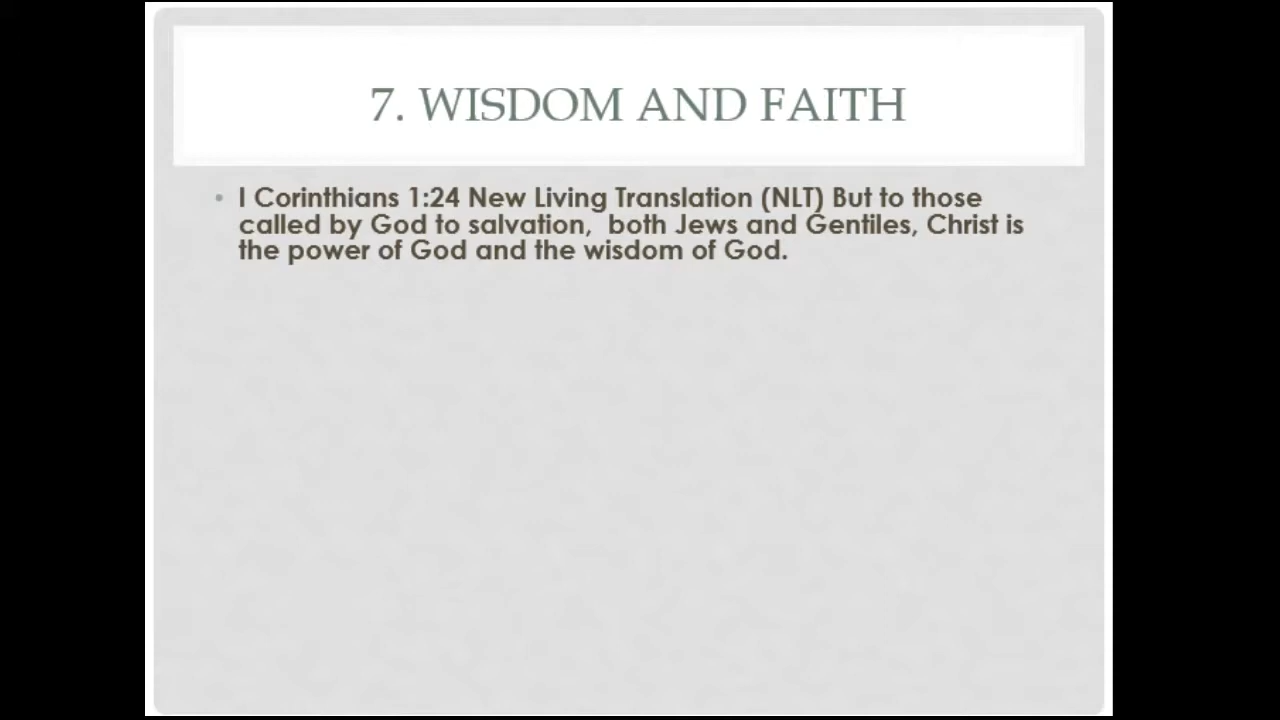 7. WISDOM AND FAITH
• I Corinthians 1:24 New Living Translation (NLT) But to those
called by God to salvation,  both Jews and Gentiles, Christ is
the power of God and the wisdom of God.